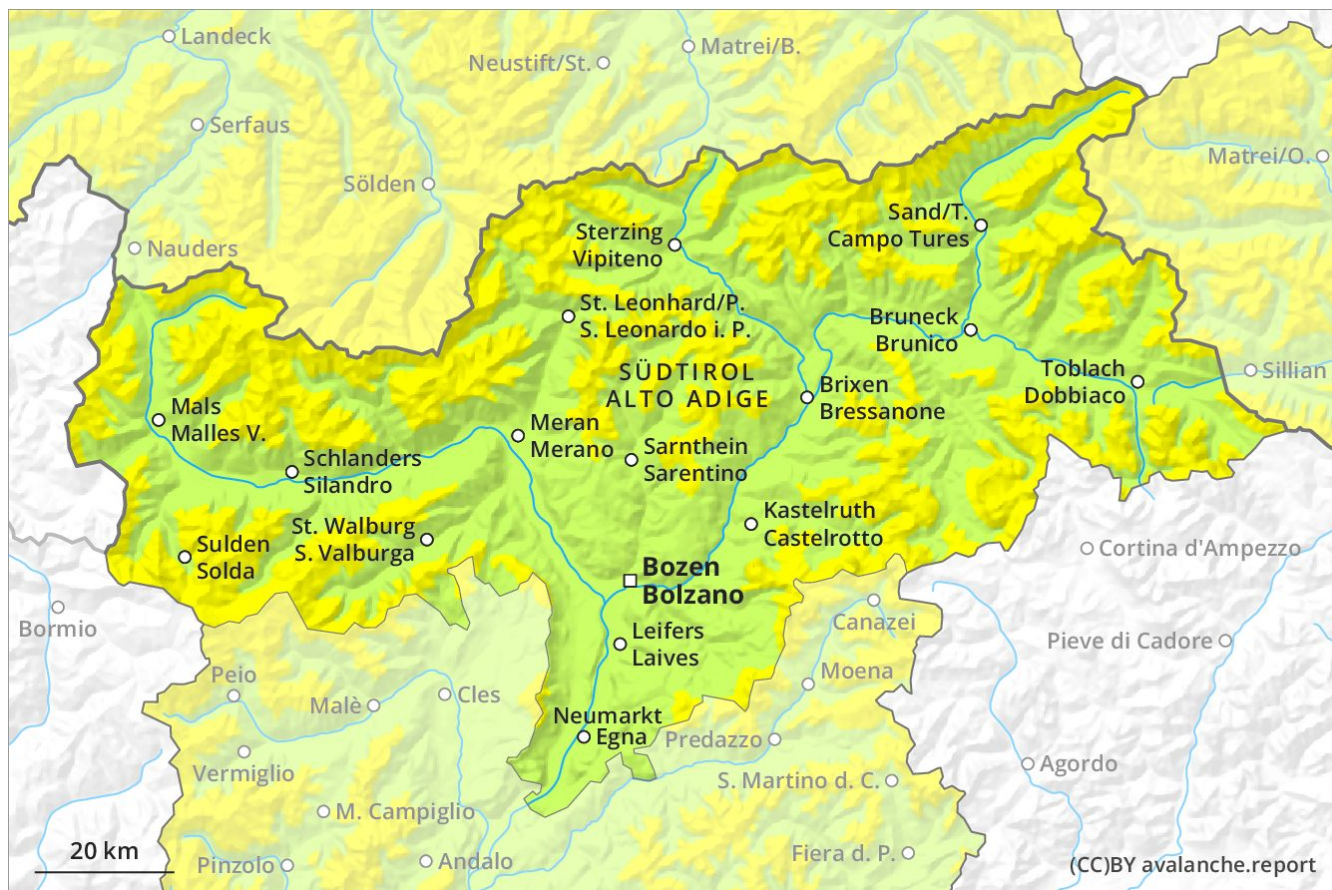 Landeck
Matrei/B.
Neustift/St.
Serfaus
Matrei/O.
Sölden
Sand/T.
Campo Tures
Nauders
Sterzing
Vipiteno
St. Leonhard/P.
S. Leonardo i. P.
Bruneck
Brunico
SÜDTIROL
ALTO ADIGE
Toblach
Dobbiaco
Sillian
Brixen
Bressanone
Mals
Malles V.
Meran
Merano
Sarnthein
Sarentino
Schlanders
Silandro
St. Walburg
S. Valburga
Kastelruth
Castelrotto
Sulden
Solda
Cortina d'Ampezzo
Bozen
Bolzano
Bormio
Canazei
Leifers
Laives
Pieve di Cadore
Peio
Moena
Malè
Cles
Neumarkt
Egna
Predazzo
Vermiglio
Agordo
S. Martino d. C.
M. Campiglio
20 km
Pinzolo
Andalo
Fiera d. P.
(CC)BY avalanche.report